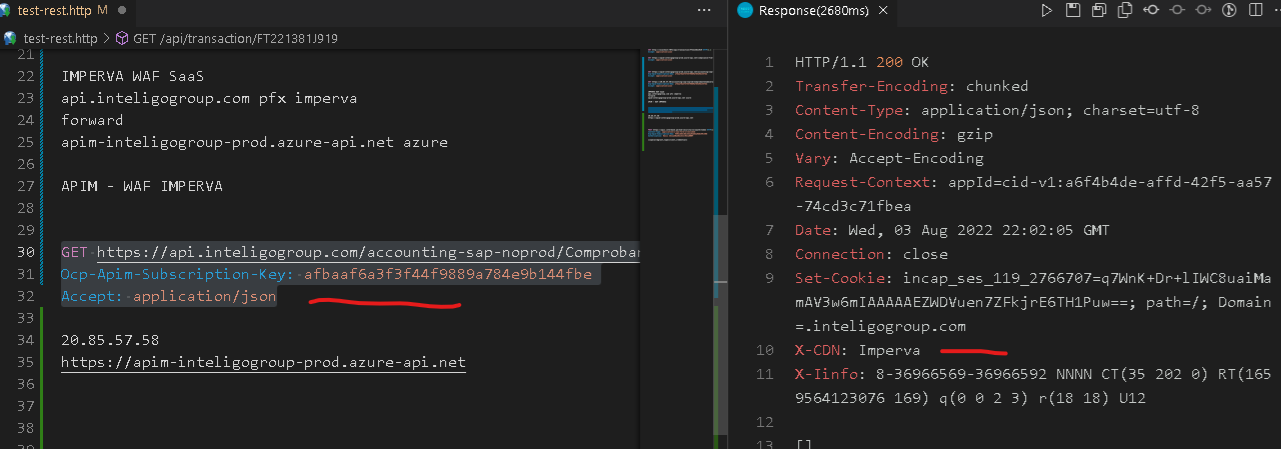 test-rest.http M
test-rest.http > GET /api/transaction/FT221381J919
21
22 IMPERVA WAF SaaS
23 api.inteligogroup.com pfx imperva
24 forward
25 apim-inteligogroup-prod.azure-api.net azure
26
27 APIM - WAF IMPERVA
28
29
30 GET https://api.inteligogroup.com/accounting-sap-noprod/Comproba
31 Ocp-Apim-Subscription-Key: afbaaf6a3f3f44f9889a784e9b144fbe
32 Accept: application/json
33
34 20.85.57.58
35 https://apim-inteligogroup-prod.azure-api.net
36
37
38
39
Response(2680ms)
1 HTTP/1.1 200 OK
2 Transfer-Encoding: chunked
3 Content-Type: application/json; charset=utf-8
4 Content-Encoding: gzip
5 Vary: Accept-Encoding
6 Request-Context: appId=cid-v1:a6f4b4de-affd-42f5-aa57
-74cd3c71fbea
7 Date: Wed, 03 Aug 2022 22:02:05 GMT
8 Connection: close
9 Set-Cookie: incap_ses_119_2766707=q7WnK+Dr+lIWC8uaiMa
mAV3w6mIAAAAAEZWDVuen7ZFkjrE6TH1Puw==; path=/; Domain
=.inteligogroup.com
10 X-CDN: Imperva
11 X-Iinfo: 8-36966569-36966592 NNNN CT(35 202 0) RT(165
9564123076 169) q(0 0 2 3) r(18 18) U12
12
13 []